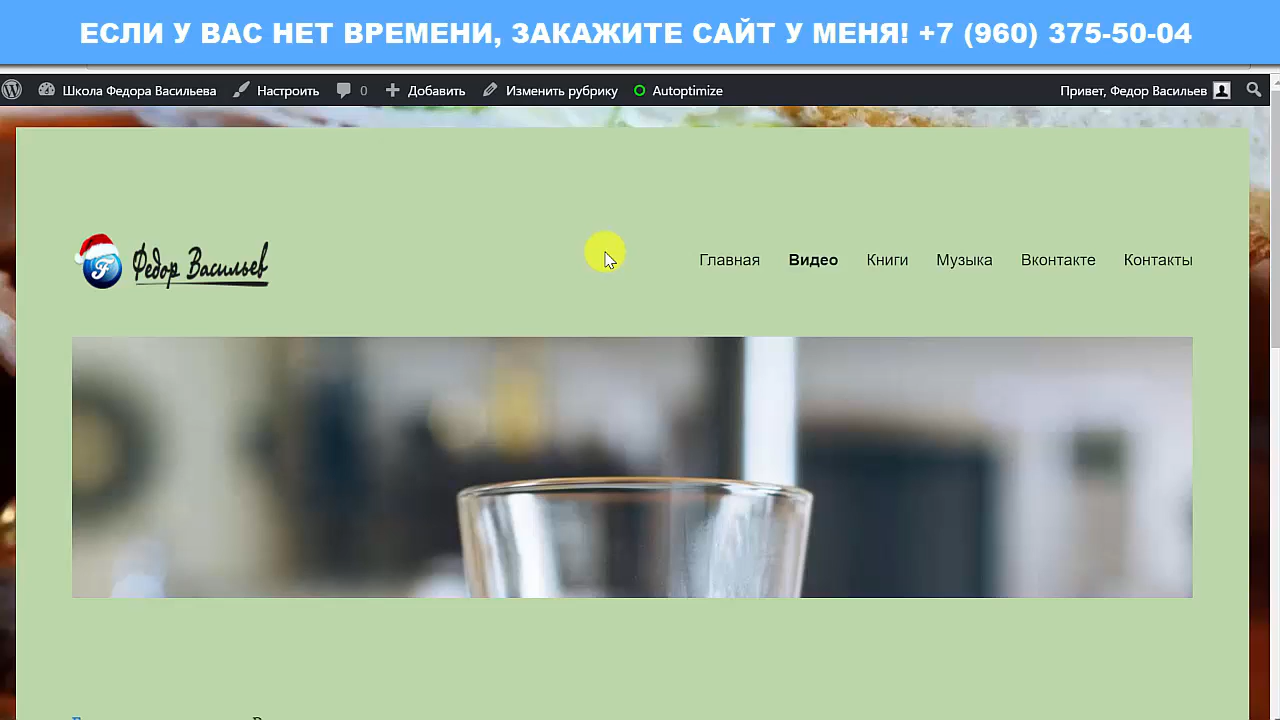 ЕСЛИ У ВАС НЕТ ВРЕМЕНИ, ЗАКАЖИТЕ САЙТ У МЕНЯ! +7 (960) 375-50-04
Школа Федора Васильева Настроить 0 Добавить Изменить рубрику Autoptimize Привет, Федор Васильев
Федор Васильев
Главная Видео Книги Музыка Вконтакте Контакты